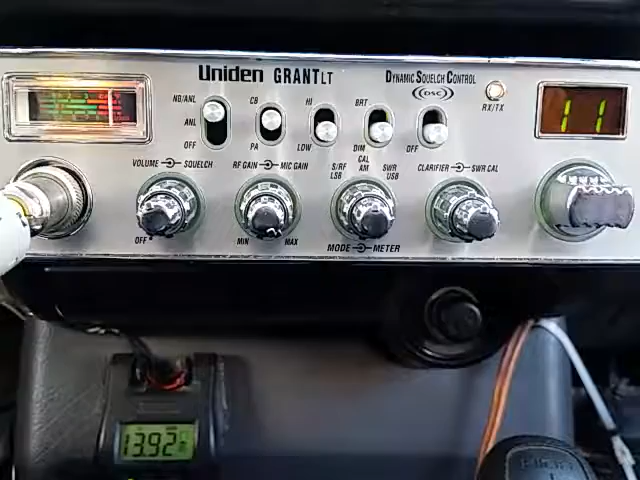 Uniden GRANT LT
DYNAMIC SQUELCH CONTROL
((DSC))
NB/ANL
ANL
OFF
CB
PA
HI
LOW
BRT
DIM
OFF
RX/TX
11
VOLUME SQUELCH
OFF
RF GAIN MIC GAIN
MIN MAX
S/RF
LSB
CAL
AM
SWR
USB
MODE METER
CLARIFIER SWR CAL
13.92